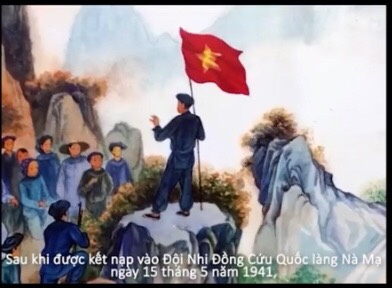 Sau khi được kết nạp vào Đội Nhi Đồng Cứu Quốc làng Nà Mạ
ngày 15 tháng 5 năm 1941,